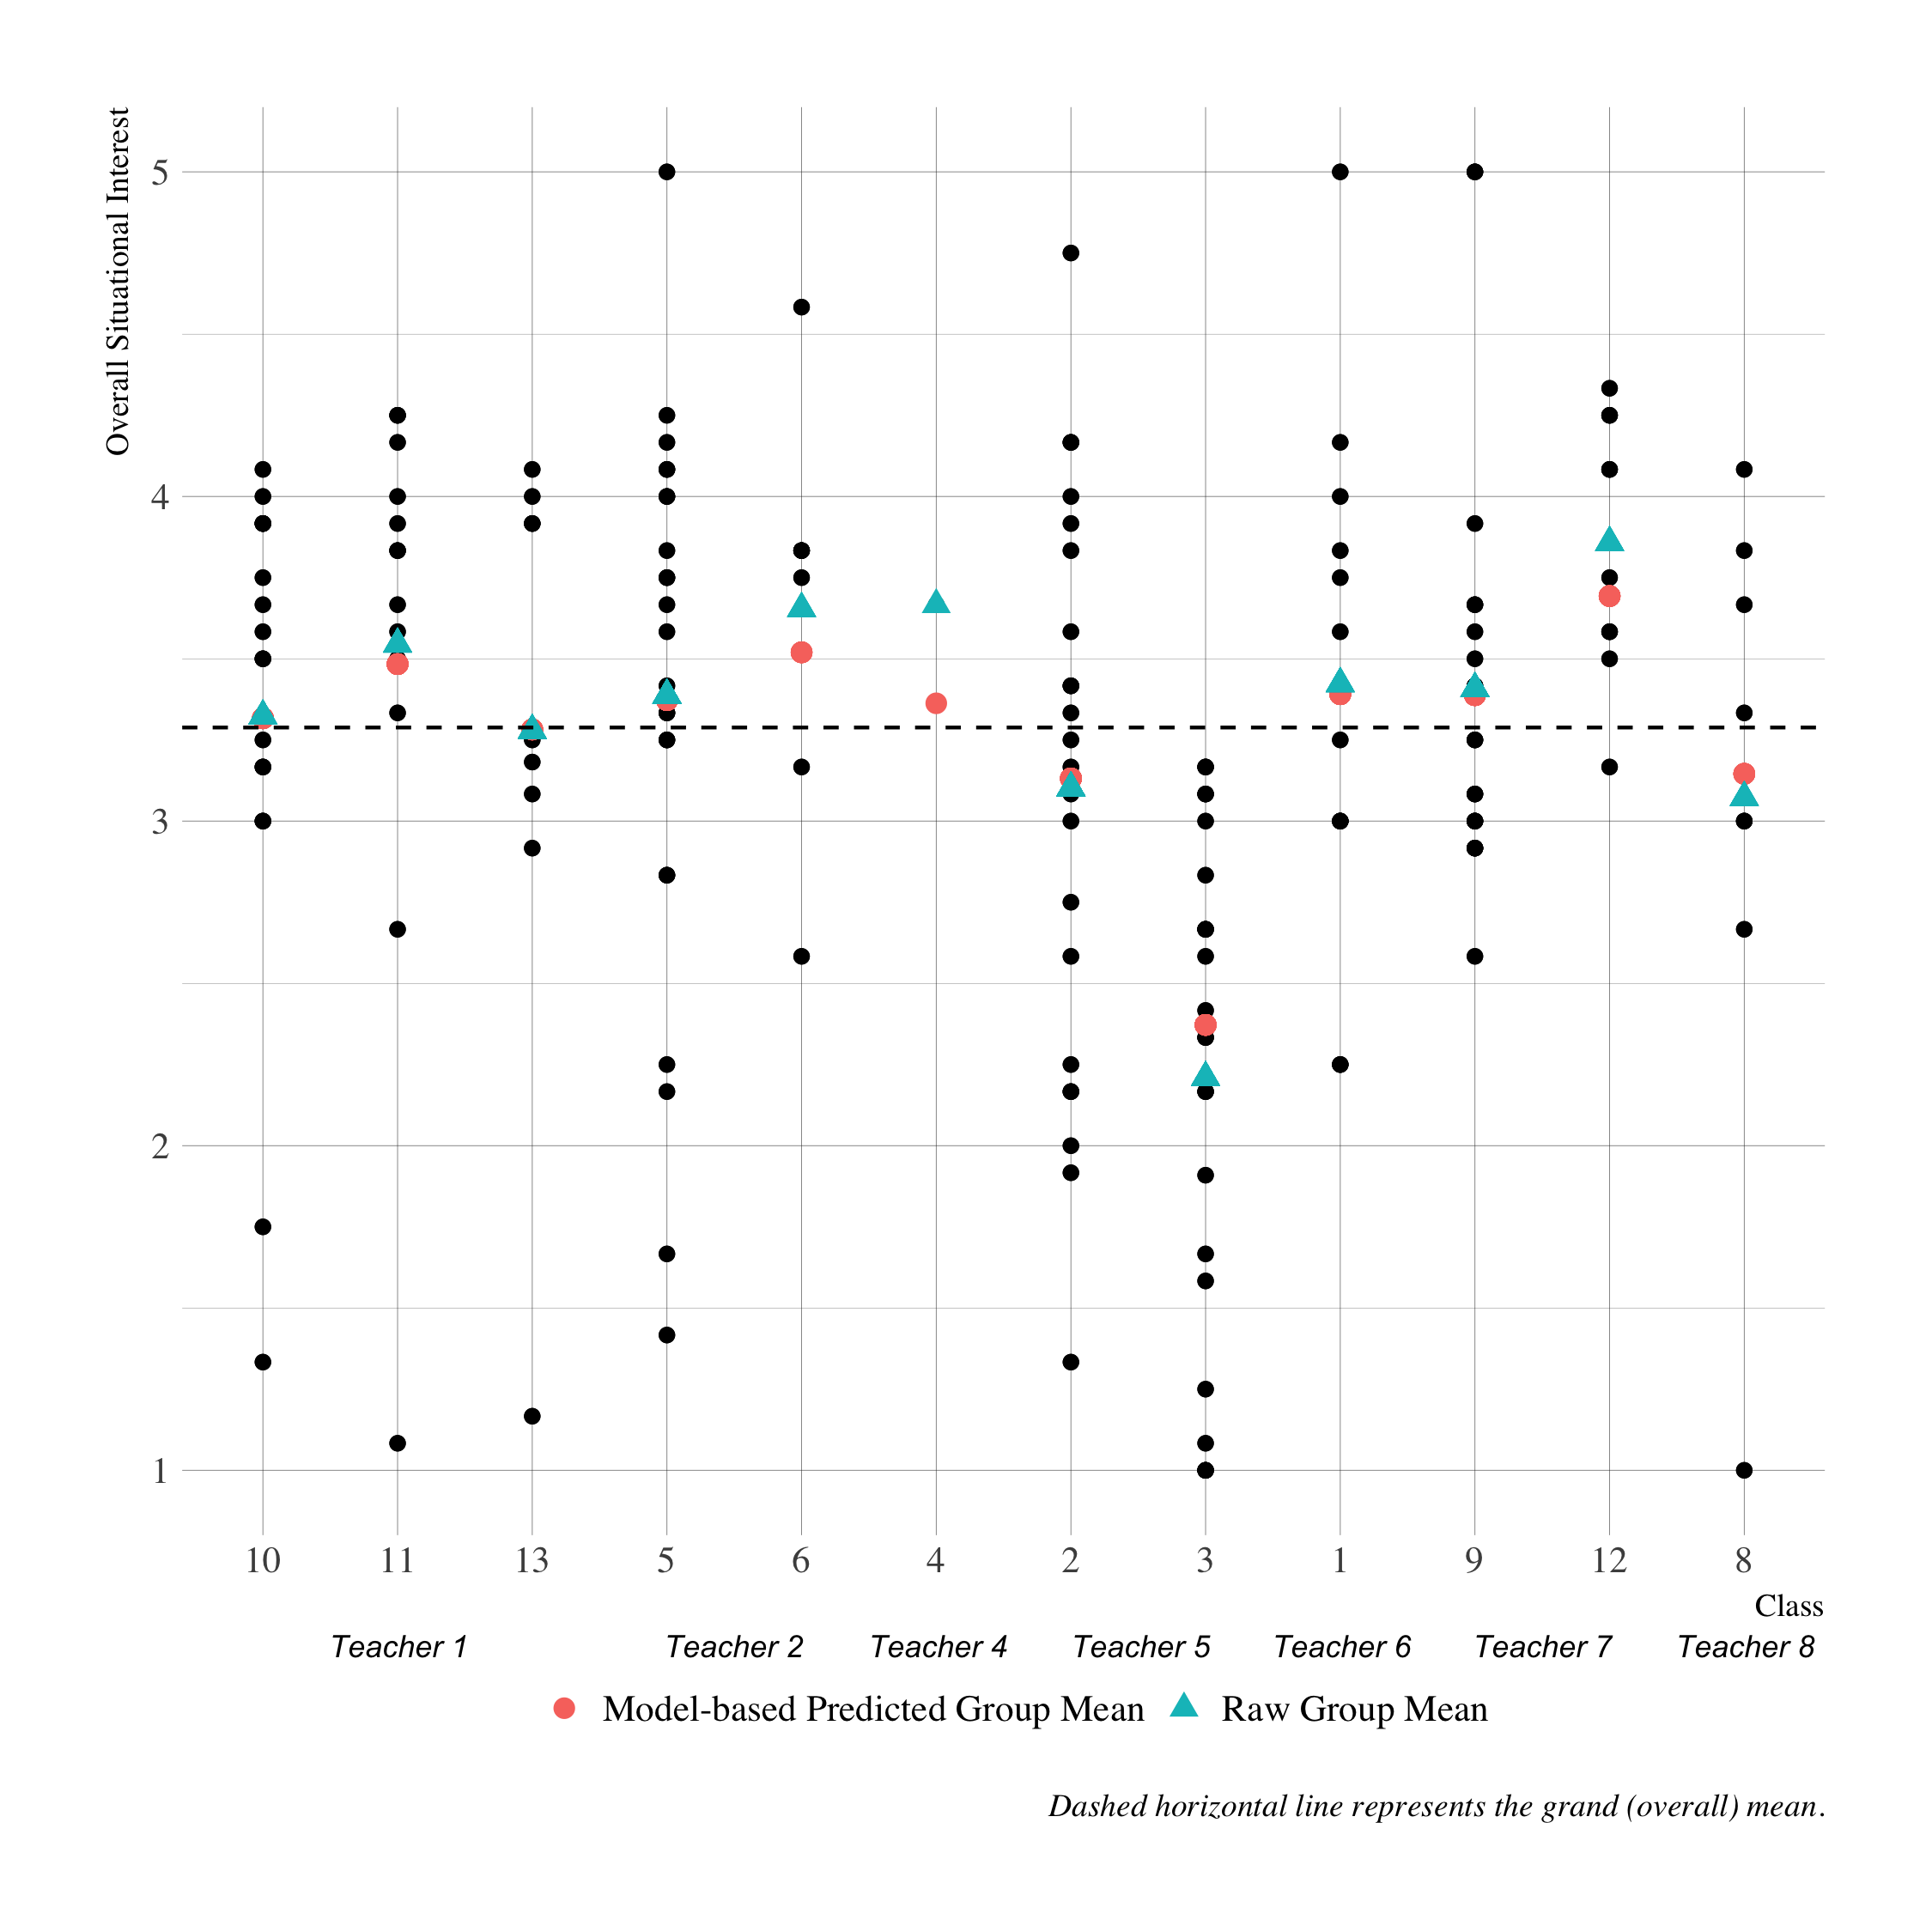 Overall Situational Interest
5
4
3
2
1
10 11 13 5 6 4 2 3 1 9 12 8
Class
Teacher 1 Teacher 2 Teacher 4 Teacher 5 Teacher 6 Teacher 7 Teacher 8
Model-based Predicted Group Mean Raw Group Mean
Dashed horizontal line represents the grand (overall) mean.